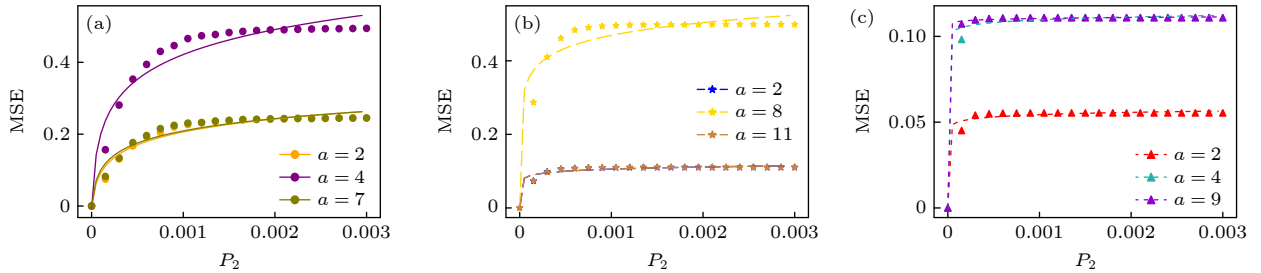 (a)
MSE
0.4
0.2
0
a = 2
a = 4
a = 7
0
0.001
0.002
0.003
P2
(b)
MSE
0.4
0.2
0
a = 2
a = 8
a = 11
0
0.001
0.002
0.003
P2
(c)
MSE
0.10
0.05
0
a = 2
a = 4
a = 9
0
0.001
0.002
0.003
P2